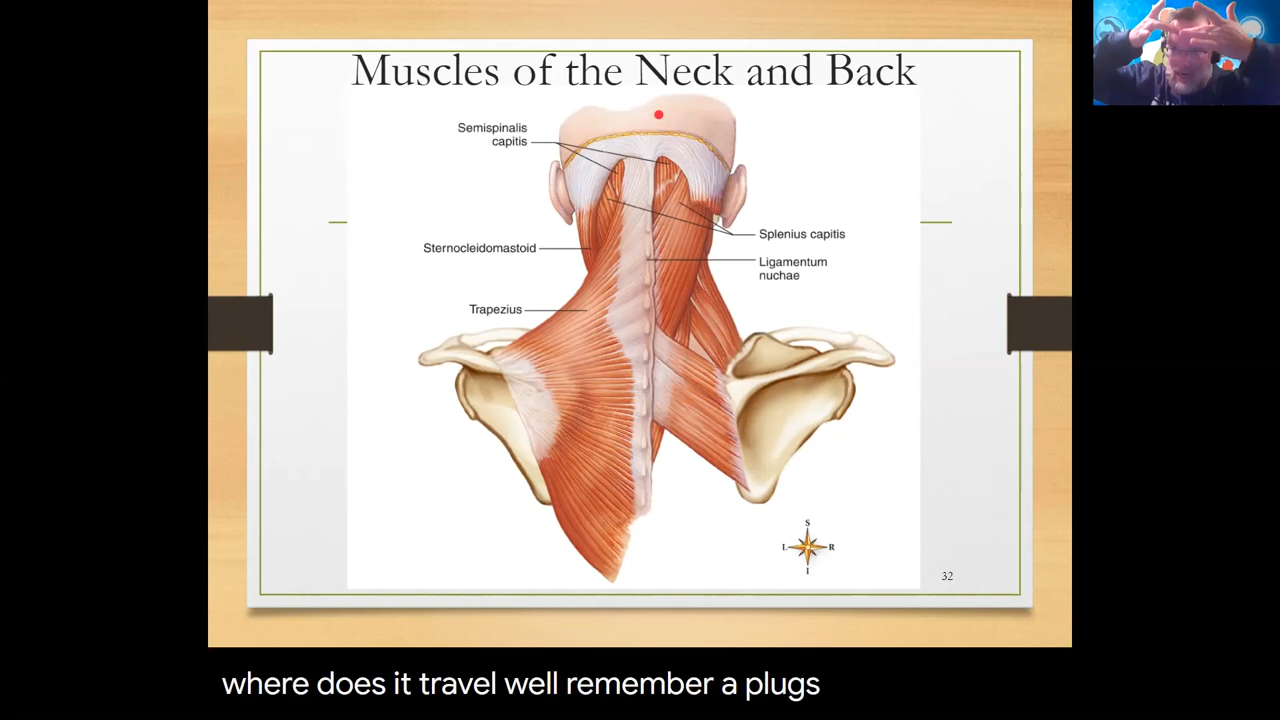 Muscles of the Neck and Back
Semispinalis
capitis
Splenius capitis
Sternocleidomastoid
Ligamentum
nuchae
Trapezius
S
L
R
I
32
where does it travel well remember a plugs